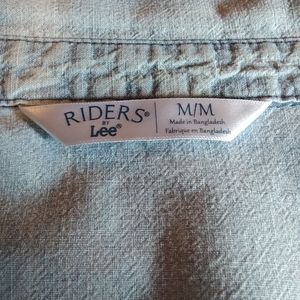 RIDERS®
BY
Lee®
M/M
Made in Bangladesh
Fabriqué en Bangladesh